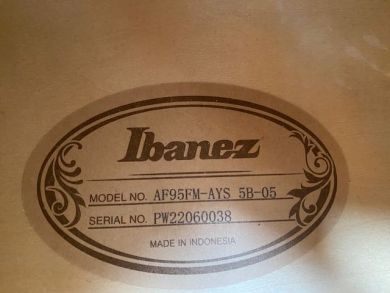 Ibanez
MODEL NO. AF95FM-AYS 5B-05
SERIAL NO. PW22060038
MADE IN INDONESIA